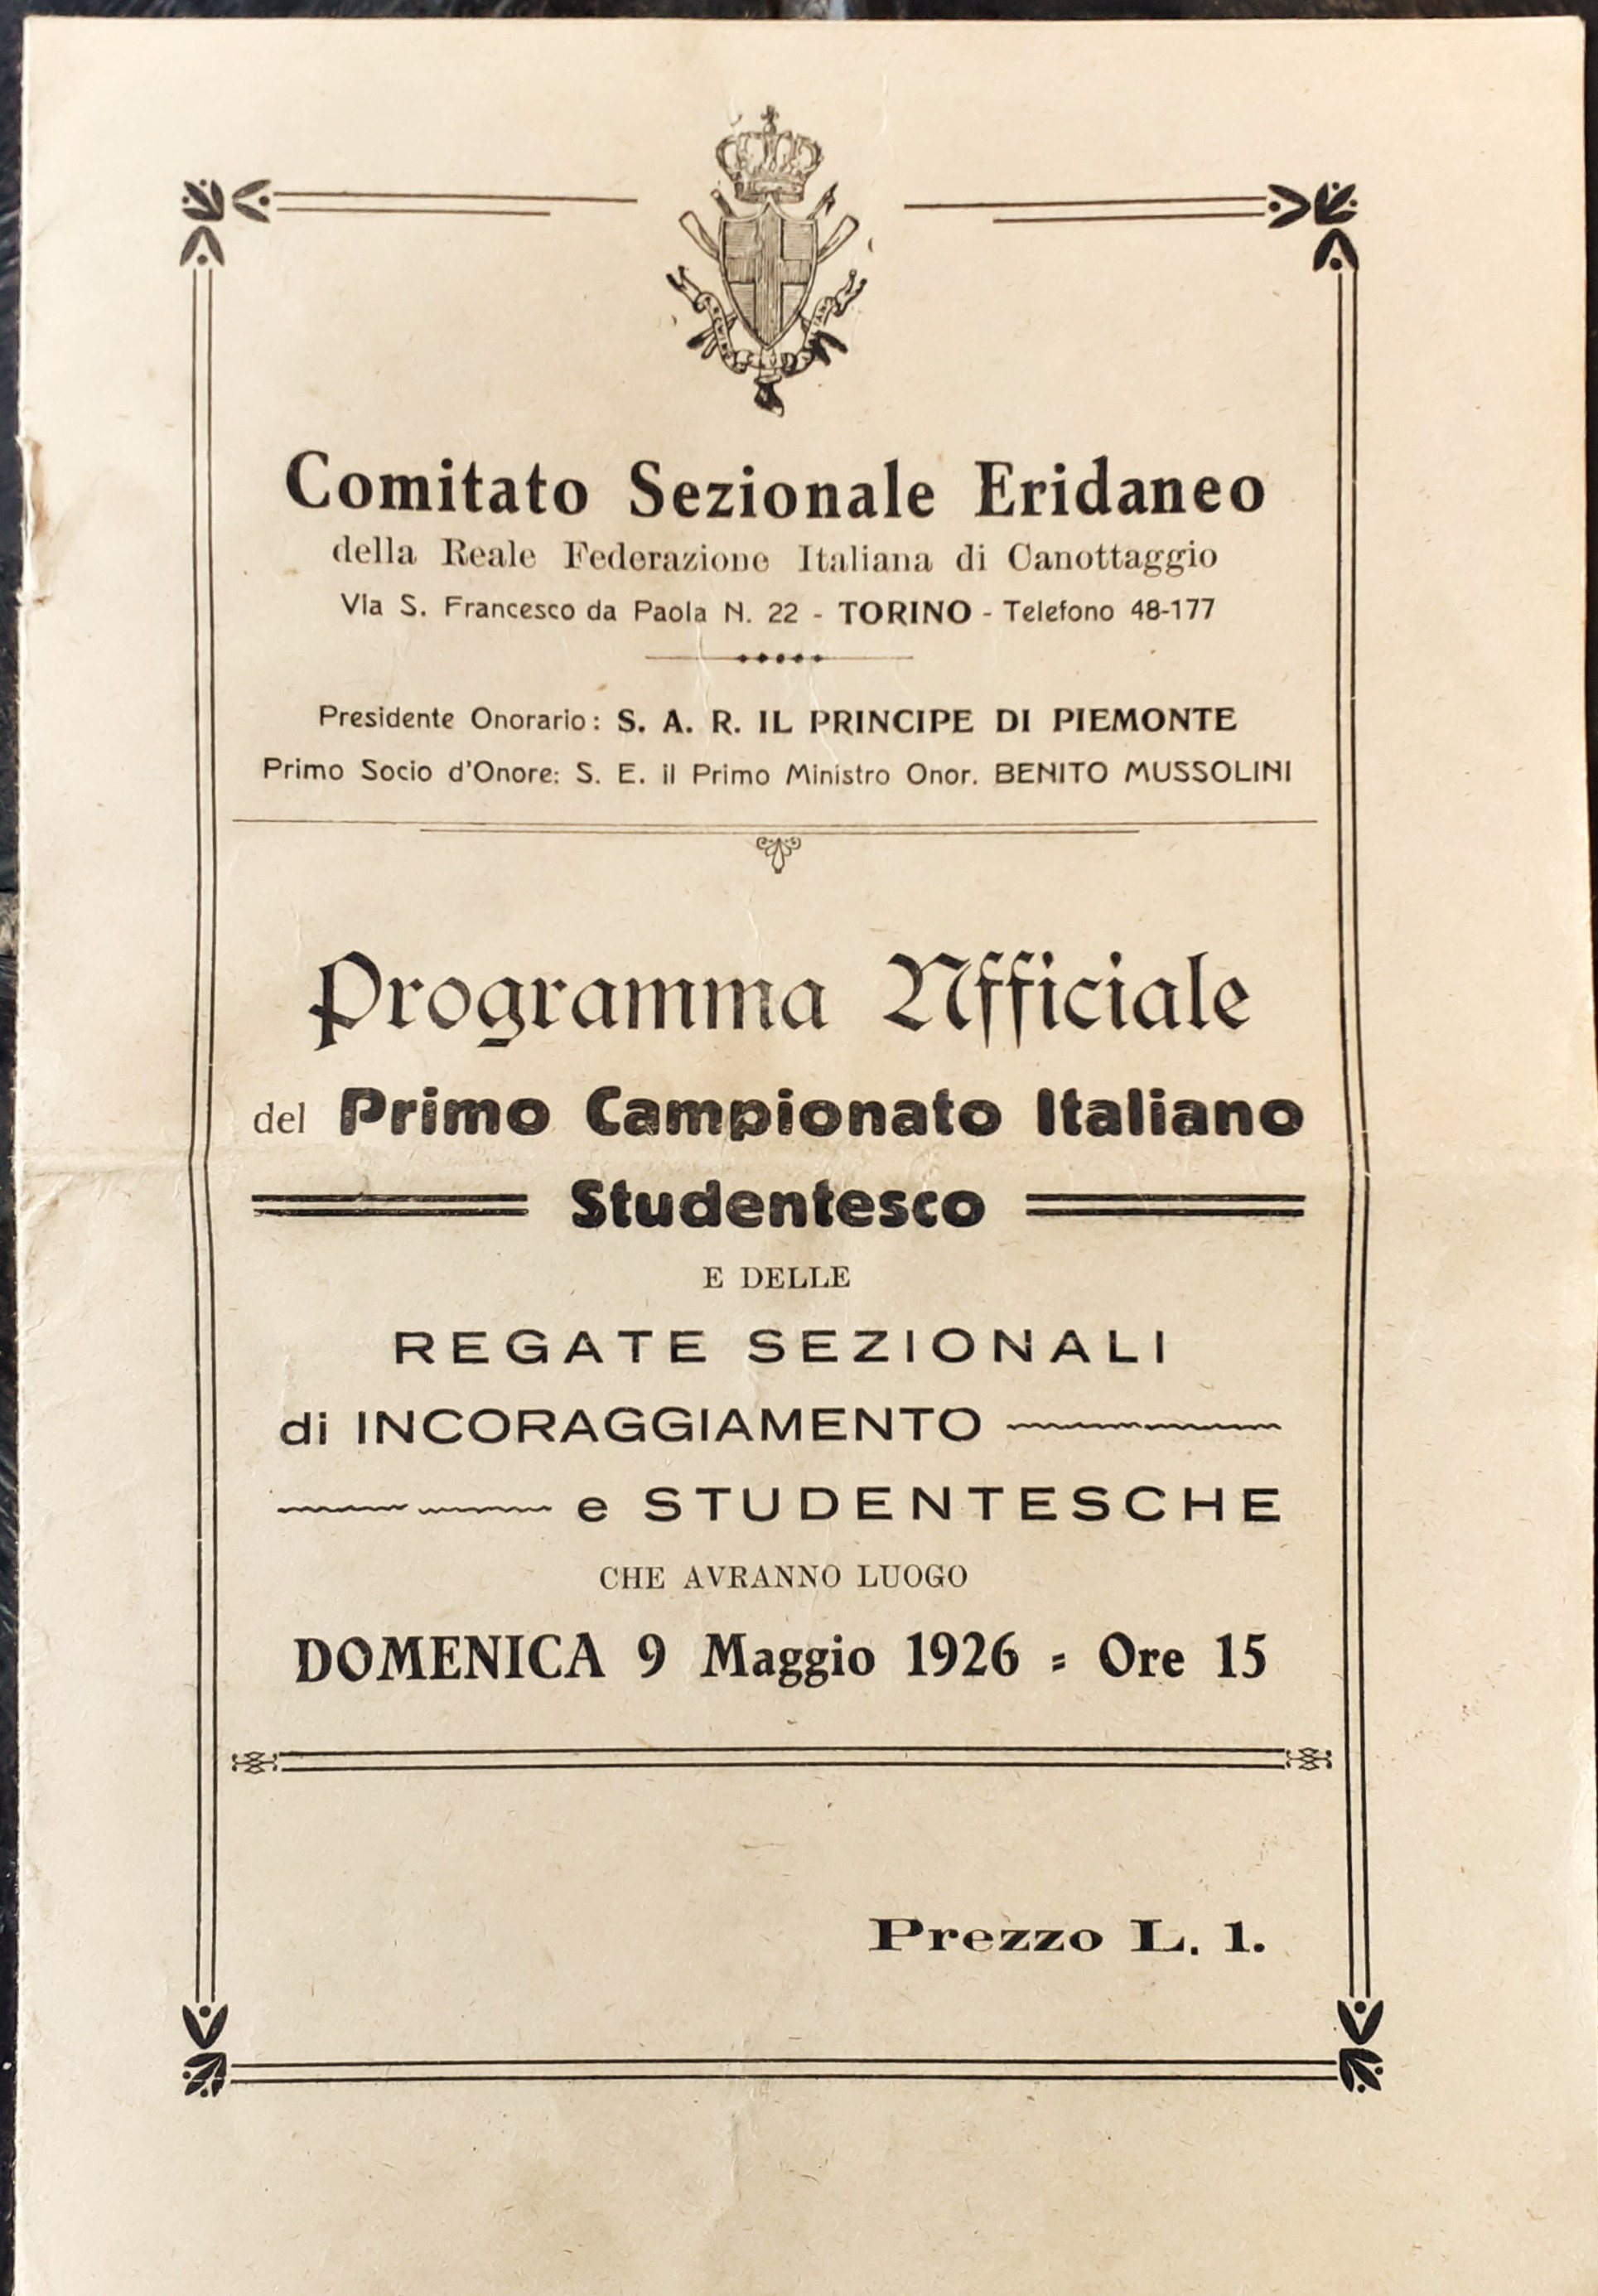 Comitato Sezionale Eridaneo
della Reale Federazione Italiana di Canottaggio
Via S. Francesco da Paola N. 22 - TORINO - Telefono 48-177
Presidente Onorario: S. A. R. IL PRINCIPE DI PIEMONTE
Primo Socio d'Onore: S. E. il Primo Ministro Onor. BENITO MUSSOLINI
Programma Ufficiale
del Primo Campionato Italiano
Studentesco
E DELLE
REGATE SEZIONALI
di INCORAGGIAMENTO
e STUDENTESCHE
CHE AVRANNO LUOGO
DOMENICA 9 Maggio 1926 = Ore 15
Prezzo L. 1.